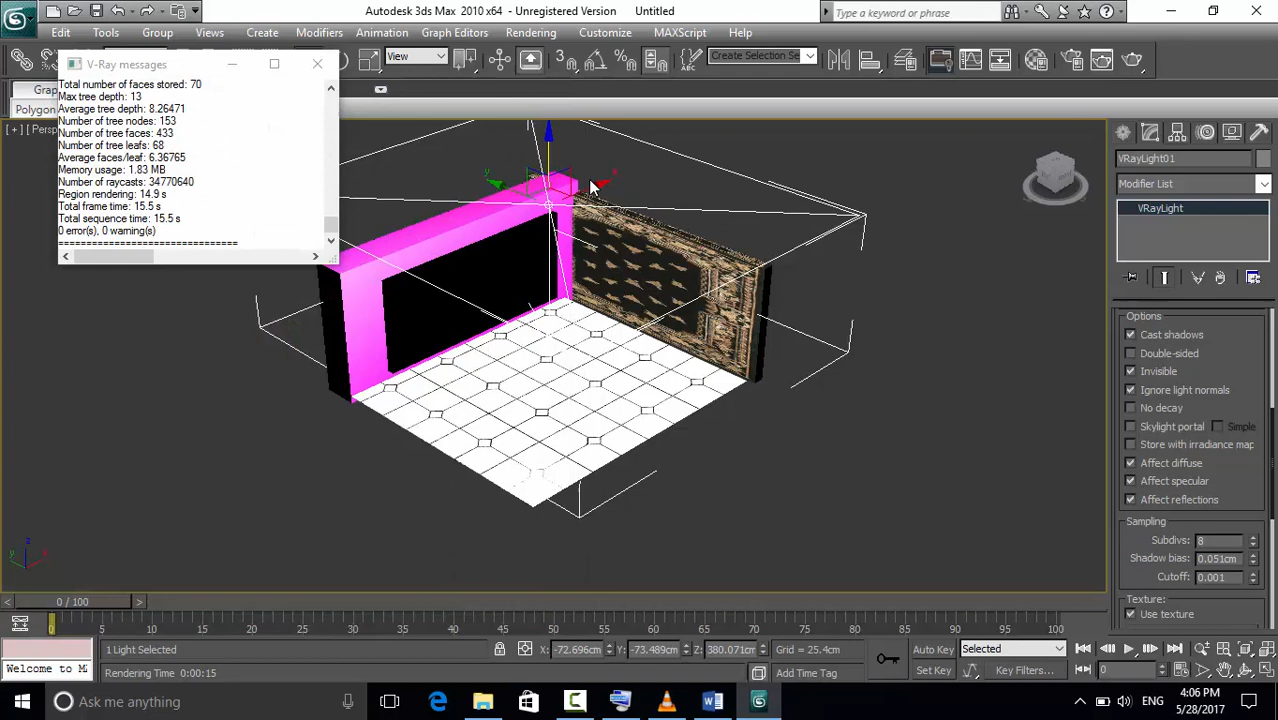 Autodesk 3ds Max 2010 x64 - Unregistered Version Untitled
Type a keyword or phrase
Edit Tools Group Views Create Modifiers Animation Graph Editors Rendering Customize MAXScript Help
View
Create Selection Se
V-Ray messages
Total number of faces stored: 70
Max tree depth: 13
Average tree depth: 8.26471
Number of tree nodes: 153
Number of tree faces: 433
Number of tree leafs: 68
Average faces/leaf: 6.36765
Memory usage: 1.83 MB
Number of raycasts: 34770640
Region rendering: 14.9 s
Total frame time: 15.5 s
Total sequence time: 15.5 s
0 error(s), 0 warning(s)
==============================
Grap
Polygon
[ + ] [ Persp
VRayLight01
Modifier List
VRayLight
Options
Cast shadows
Double-sided
Invisible
Ignore light normals
No decay
Skylight portal Simple
Store with irradiance map
Affect diffuse
Affect specular
Affect reflections
Sampling
Subdivs: 8
Shadow bias: 0.051cm
Cutoff: 0.001
Texture:
Use texture
x
y
z
y
x
0 / 100
0 5 10 15 20 25 30 35 40 45 50 55 60 65 70 75 80 85 90 95 100
1 Light Selected
X: -72.696cm Y: -73.489cm Z: 380.071cm Grid = 25.4cm
Auto Key Selected
Welcome to M
Rendering Time 0:00:15
Add Time Tag
Set Key Key Filters... 0
Ask me anything
ENG
4:06 PM
5/28/2017